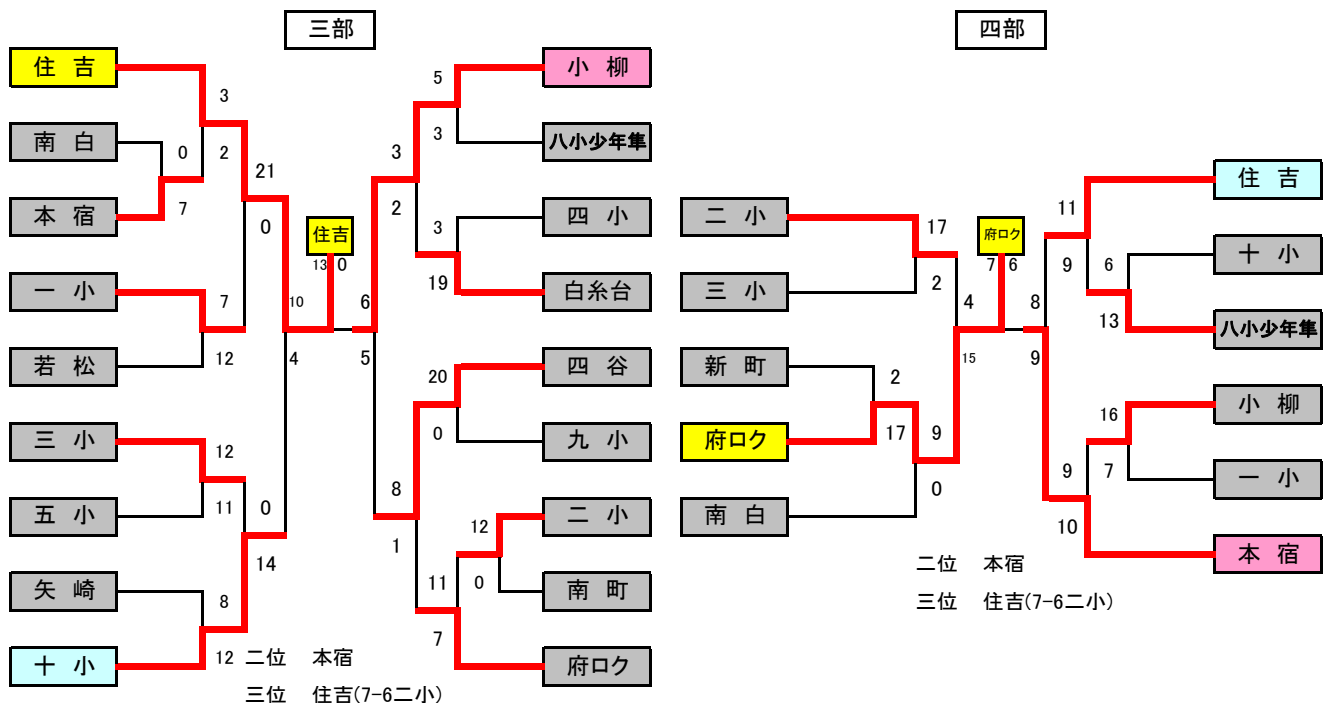 三部
住吉
南白
本宿
一小
若松
三小
五小
矢崎
十小
3
0
2
7
21
0
7
12
12
11
0
14
8
12
10
4
住吉
13 0
6
5
3
2
5
3
3
19
20
0
8
1
12
0
11
7
小柳
八小少年隼
四小
白糸台
四谷
九小
二小
南町
府ロク
二位 本宿
三位 住吉(7-6二小)
四部
二小
三小
新町
府ロク
南白
17
2
2
17
9
0
4
15
府ロク
7 6
8
9
11
9
6
13
16
7
9
10
住吉
十小
八小少年隼
小柳
一小
本宿
二位 本宿
三位 住吉(7-6二小)